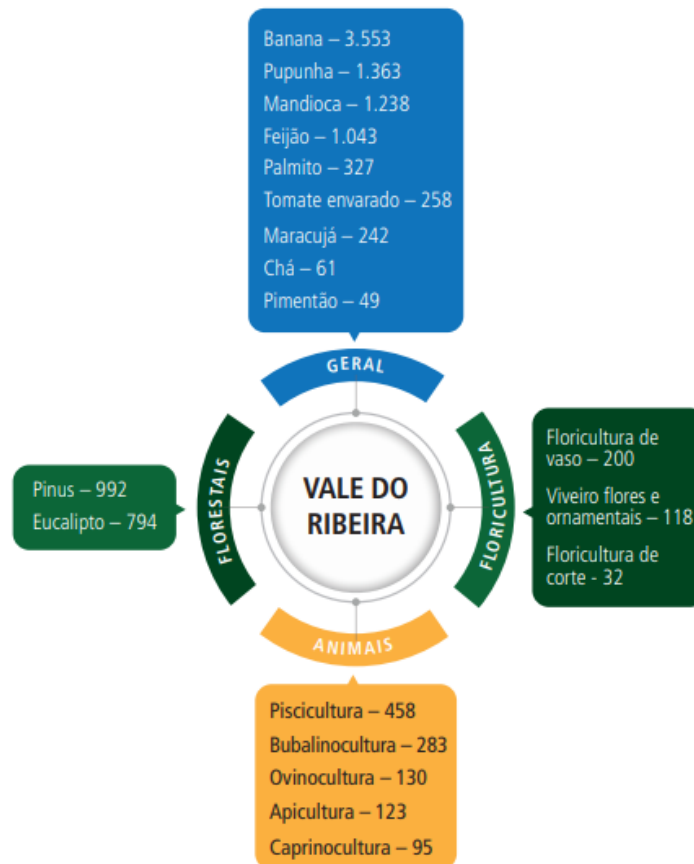 Banana – 3.553
Pupunha – 1.363
Mandioca – 1.238
Feijão – 1.043
Palmito – 327
Tomate envarado – 258
Maracujá – 242
Chá – 61
Pimentão – 49
GERAL
FLORESTAIS
Pinus – 992
Eucalipto – 794
VALE DO
RIBEIRA
FLORICULTURA
Floricultura de
vaso – 200
Viveiro flores e
ornamentais – 118
Floricultura de
corte - 32
ANIMAIS
Piscicultura – 458
Bubalinocultura – 283
Ovinocultura – 130
Apicultura – 123
Caprinocultura – 95